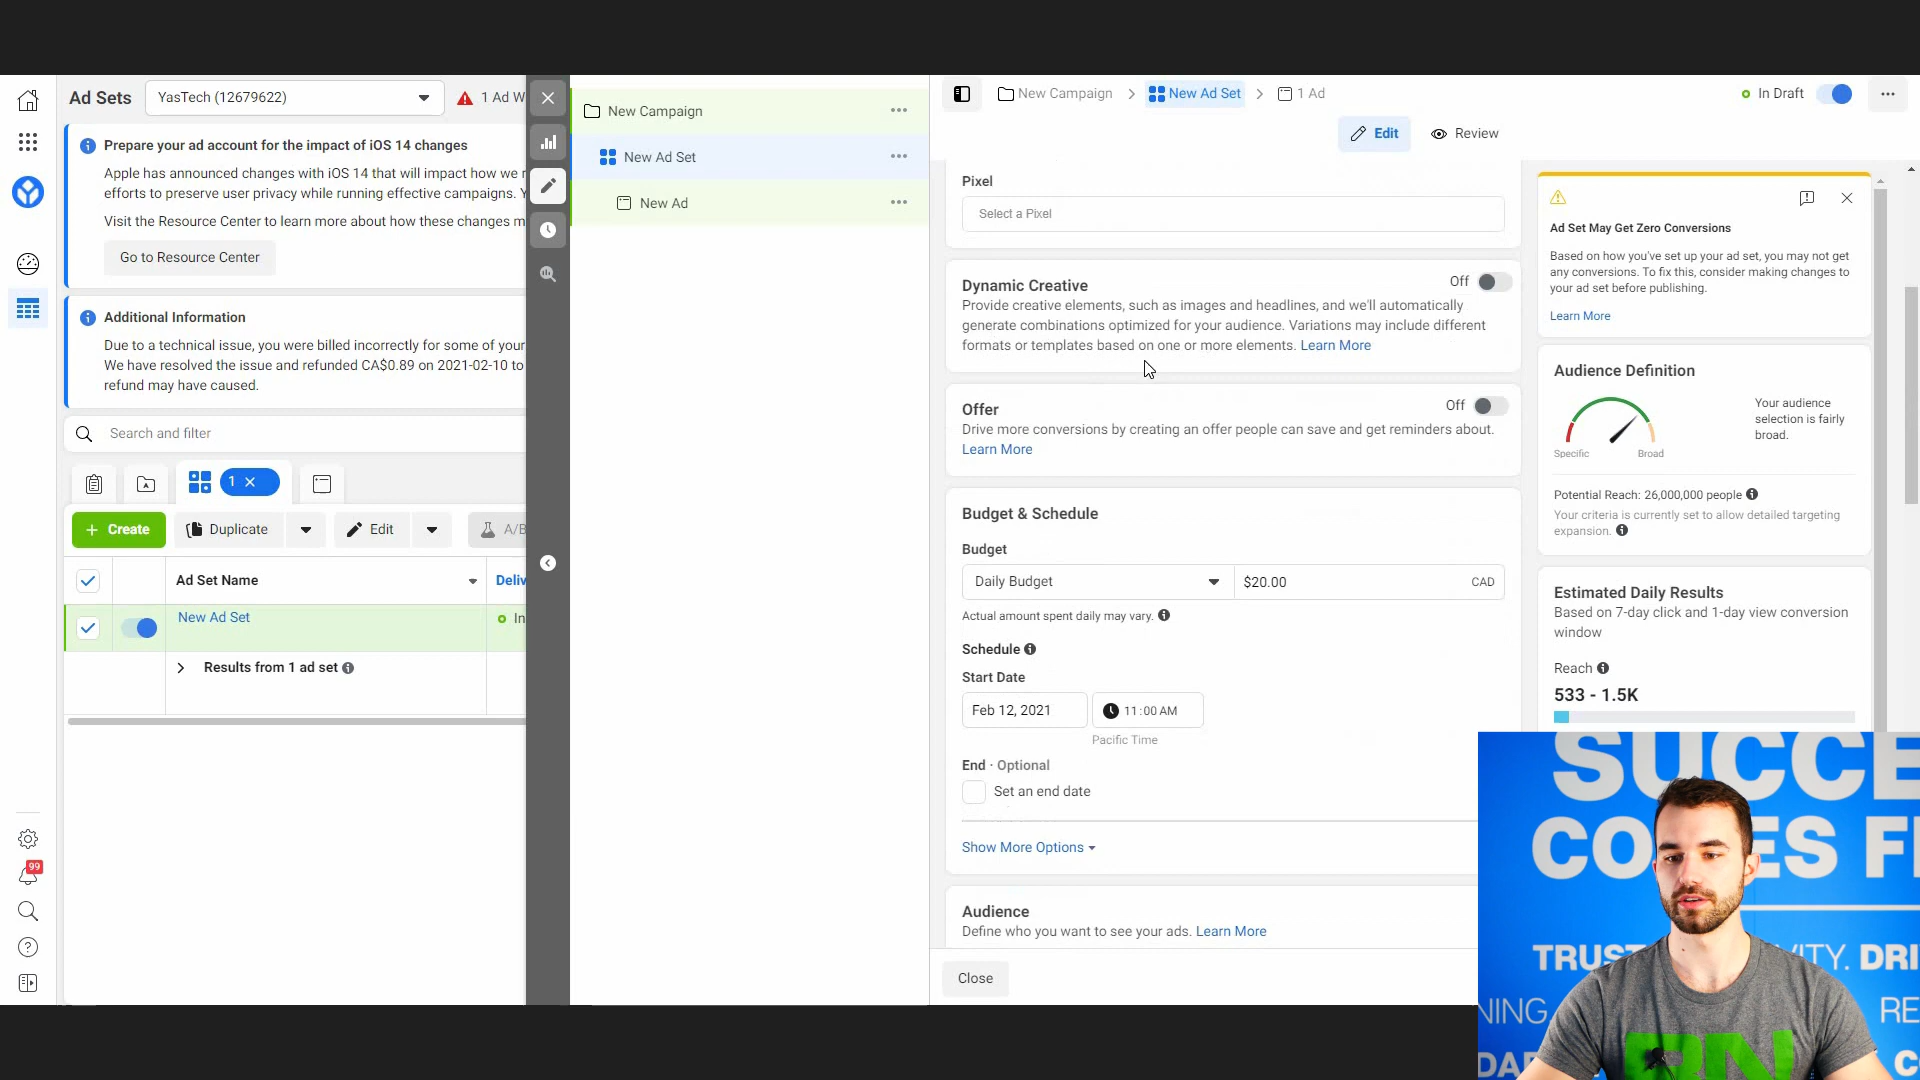 Ad Sets
YasTech (12679622)
1 Ad W
Prepare your ad account for the impact of iOS 14 changes
Apple has announced changes with iOS 14 that will impact how we r
efforts to preserve user privacy while running effective campaigns. Y
Visit the Resource Center to learn more about how these changes m
Go to Resource Center
Additional Information
Due to a technical issue, you were billed incorrectly for some of your
We have resolved the issue and refunded CA$0.89 on 2021-02-10 to
refund may have caused.
Search and filter
1
Create
Duplicate
Edit
A/B
Ad Set Name
Deliv
New Ad Set
In
Results from 1 ad set
99
New Campaign
New Ad Set
New Ad
New Campaign
New Ad Set
1 Ad
In Draft
Edit
Review
Pixel
Select a Pixel
Dynamic Creative
Off
Provide creative elements, such as images and headlines, and we'll automatically
generate combinations optimized for your audience. Variations may include different
formats or templates based on one or more elements. Learn More
Offer
Off
Drive more conversions by creating an offer people can save and get reminders about.
Learn More
Budget & Schedule
Budget
Daily Budget
$20.00
CAD
Actual amount spent daily may vary.
Schedule
Start Date
Feb 12, 2021
11:00 AM
Pacific Time
End · Optional
Set an end date
Show More Options
Audience
Define who you want to see your ads. Learn More
Close
Ad Set May Get Zero Conversions
Based on how you've set up your ad set, you may not get
any conversions. To fix this, consider making changes to
your ad set before publishing.
Learn More
Audience Definition
Your audience
selection is fairly
broad.
Specific
Broad
Potential Reach: 26,000,000 people
Your criteria is currently set to allow detailed targeting
expansion.
Estimated Daily Results
Based on 7-day click and 1-day view conversion
window
Reach
533 - 1.5K
SUCCE
CO ES F
TRUS VITY. DRI
NING. RE
DA C